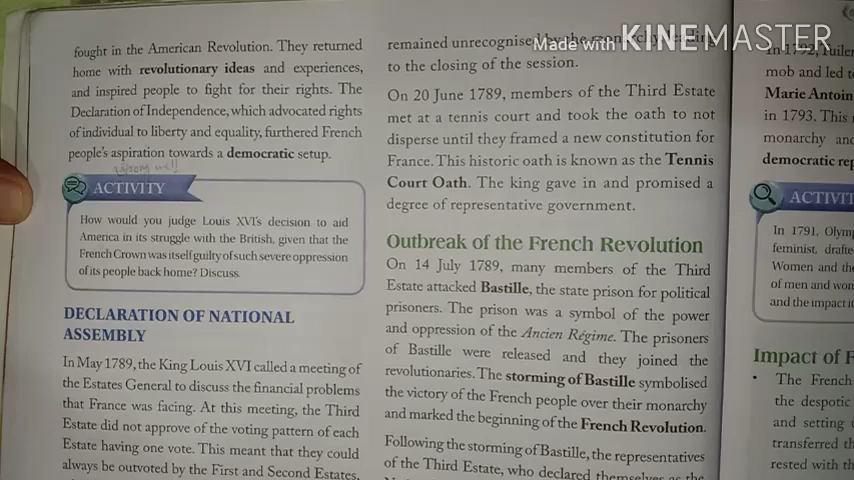 fought in the American Revolution. They returned
home with revolutionary ideas and experiences,
and inspired people to fight for their rights. The
Declaration of Independence, which advocated rights
of individual to liberty and equality, furthered French
people's aspiration towards a democratic setup.
ACTIVITY
How would you judge Louis XVI's decision to aid
America in its struggle with the British, given that the
French Crown was itself guilty of such severe oppression
of its people back home? Discuss.
DECLARATION OF NATIONAL
ASSEMBLY
In May 1789, the King Louis XVI called a meeting of
the Estates General to discuss the financial problems
that France was facing. At this meeting, the Third
Estate did not approve of the voting pattern of each
Estate having one vote. This meant that they could
always be outvoted by the First and Second Estates,
remained unrecognised by the monarchy
to the closing of the session.
On 20 June 1789, members of the Third Estate
met at a tennis court and took the oath to not
disperse until they framed a new constitution for
France. This historic oath is known as the Tennis
Court Oath. The king gave in and promised a
degree of representative government.
Outbreak of the French Revolution
On 14 July 1789, many members of the Third
Estate attacked Bastille, the state prison for political
prisoners. The prison was a symbol of the power
and oppression of the Ancien Régime. The prisoners
of Bastille were released and they joined the
revolutionaries. The storming of Bastille symbolised
the victory of the French people over their monarchy
and marked the beginning of the French Revolution.
Following the storming of Bastille, the representatives
of the Third Estate, who declared themselves as the
Made with KINEMASTER
In 1792,
mob and led
Marie
in 1793. This
monarchy
democratic
In 1791,
feminist,
Women and the
of men and
and the impact
Impact of
• The French
the despotic
and setting
transferred
rested with